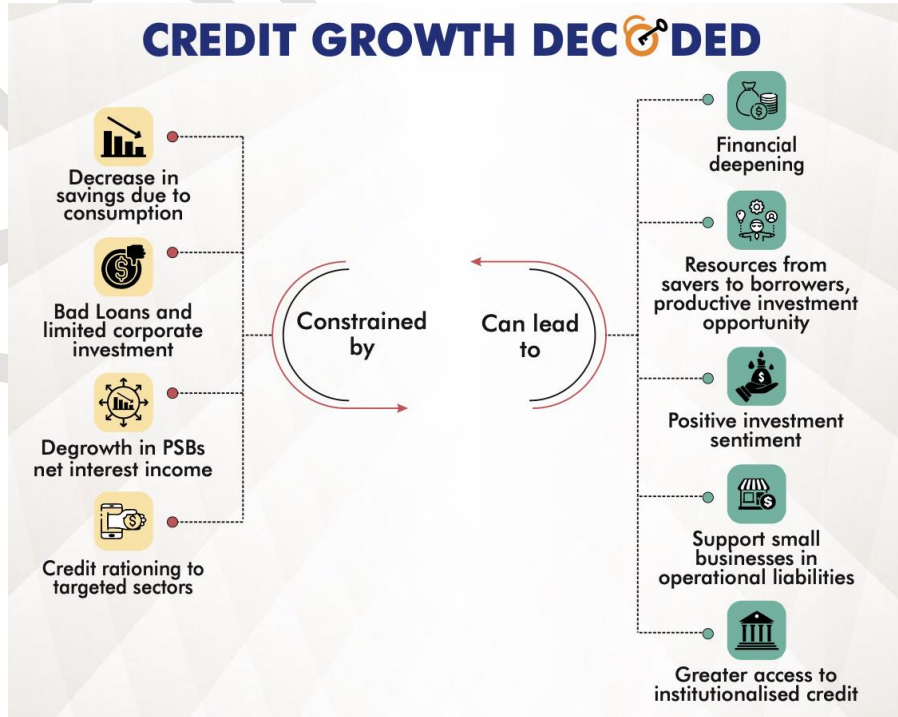 CREDIT GROWTH DECODED
Decrease in
savings due to
consumption
Bad Loans and
limited corporate
investment
Degrowth in PSBs
net interest income
Credit rationing to
targeted sectors
Constrained
by
Can lead
to
Financial
deepening
Resources from
savers to borrowers,
productive investment
opportunity
Positive investment
sentiment
Support small
businesses in
operational liabilities
Greater access to
institutionalised credit